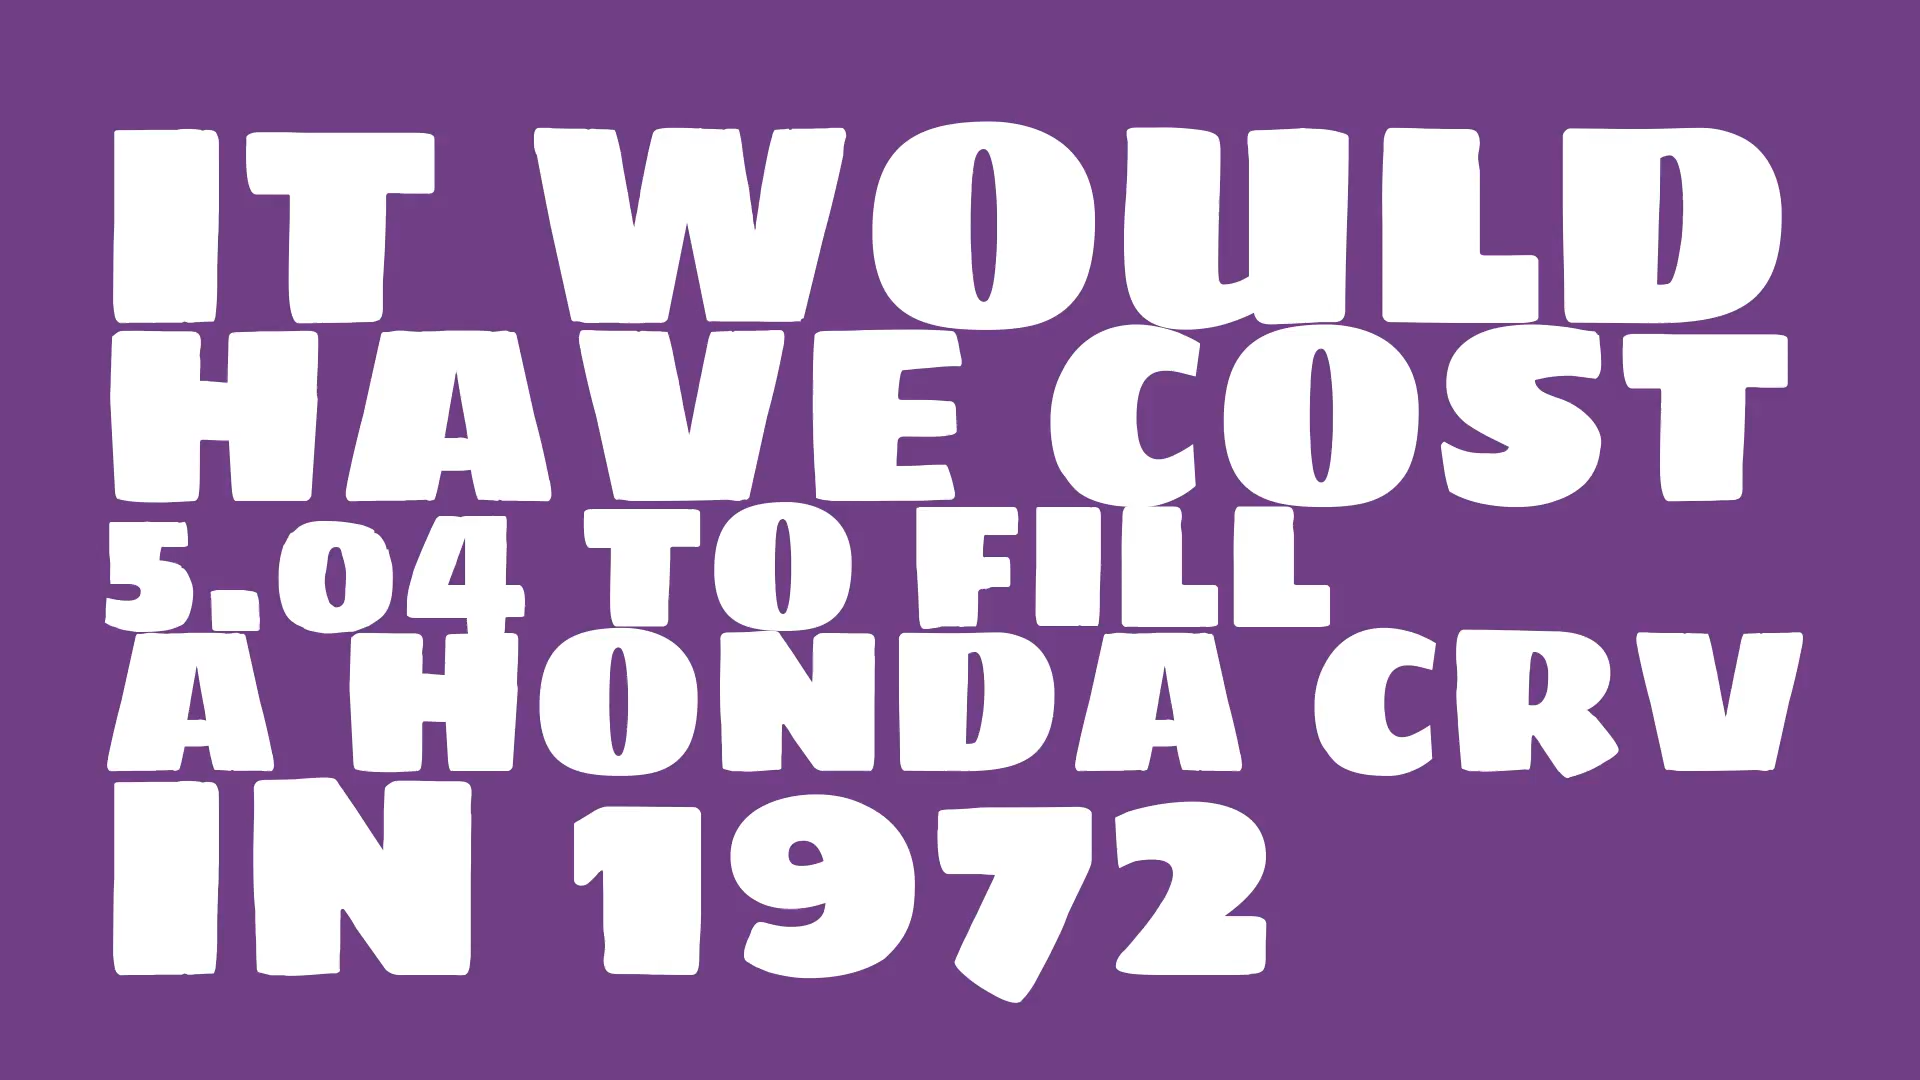 IT WOULD
HAVE COST
5.04 TO FILL
A HONDA CRV
IN 1972